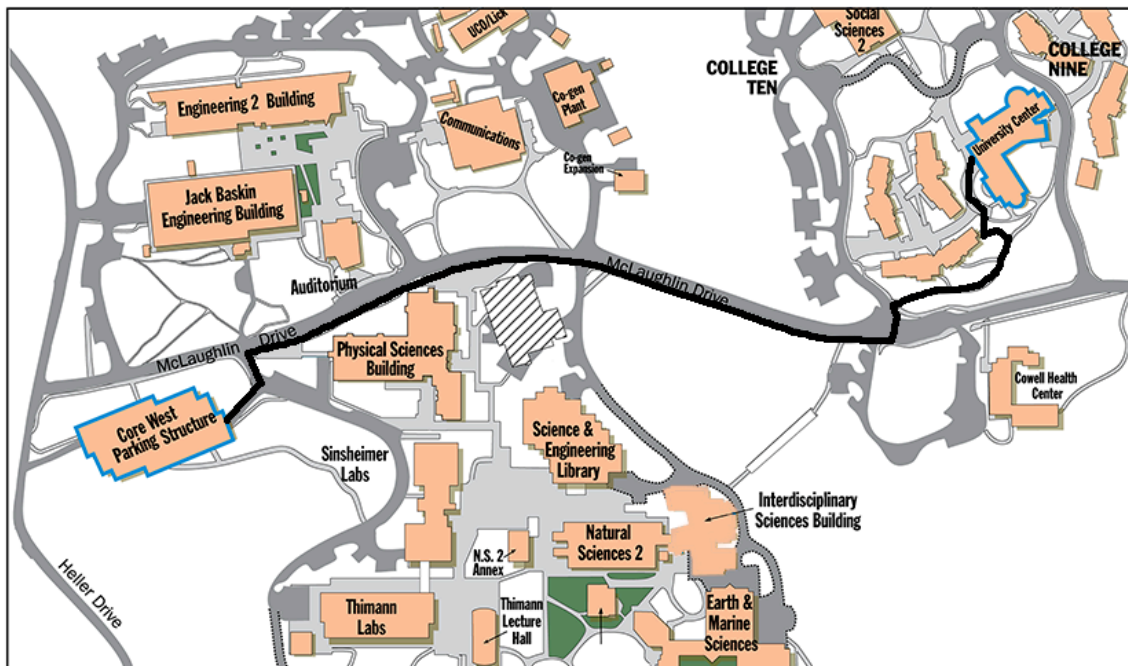 UCO/Lick
Social
Sciences
2
COLLEGE
NINE
COLLEGE
TEN
Engineering 2 Building
Co-gen
Plant
Communications
University Center
Co-gen
Expansion
Jack Baskin
Engineering Building
Auditorium
McLaughlin Drive
McLaughlin Drive
Physical Sciences
Building
Cowell Health
Center
Core West
Parking Structure
Sinsheimer
Labs
Science &
Engineering
Library
Interdisciplinary
Sciences Building
Natural
Sciences 2
N.S. 2
Annex
Heller Drive
Thimann
Labs
Thimann
Lecture
Hall
Earth &
Marine
Sciences